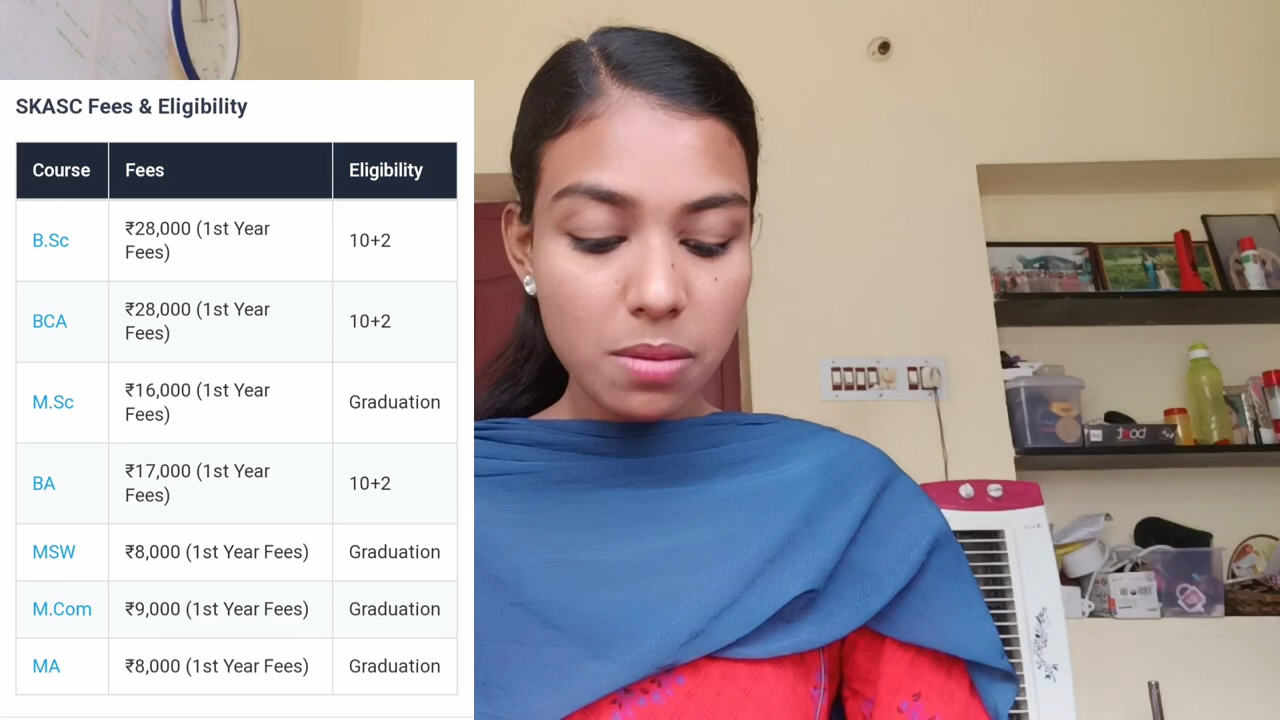 SKASC Fees & Eligibility
Course Fees Eligibility
B.Sc ₹28,000 (1st Year Fees) 10+2
BCA ₹28,000 (1st Year Fees) 10+2
M.Sc ₹16,000 (1st Year Fees) Graduation
BA ₹17,000 (1st Year Fees) 10+2
MSW ₹8,000 (1st Year Fees) Graduation
M.Com ₹9,000 (1st Year Fees) Graduation
MA ₹8,000 (1st Year Fees) Graduation